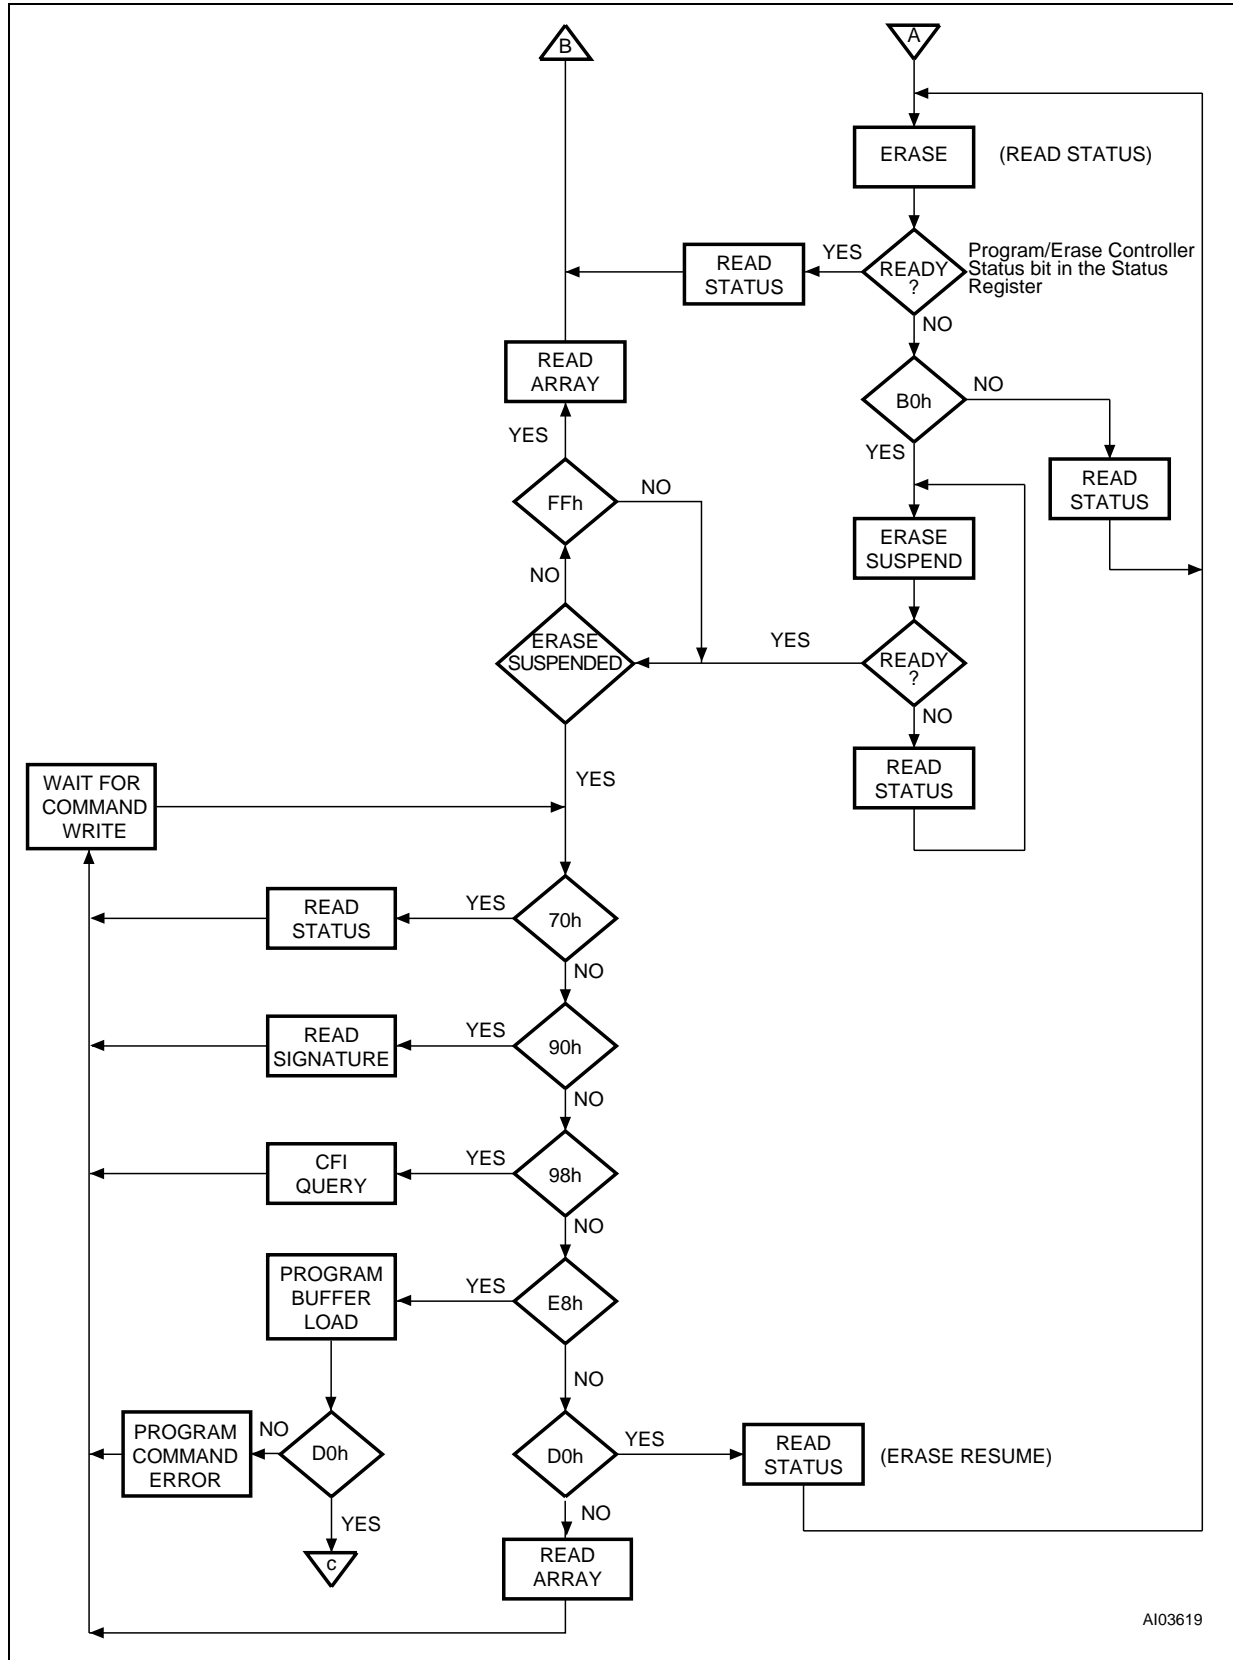 B
A
ERASE
(READ STATUS)
YES
READ
STATUS
READY
?
Program/Erase Controller
Status bit in the Status
Register
NO
READ
ARRAY
B0h
NO
YES
YES
READ
STATUS
FFh
NO
ERASE
SUSPEND
NO
ERASE
SUSPENDED
YES
READY
?
NO
READ
STATUS
WAIT FOR
COMMAND
WRITE
YES
READ
STATUS
YES
70h
NO
READ
SIGNATURE
YES
90h
NO
CFI
QUERY
YES
98h
NO
PROGRAM
BUFFER
LOAD
YES
E8h
NO
PROGRAM
COMMAND
ERROR
NO
D0h
YES
c
D0h
YES
READ
STATUS
(ERASE RESUME)
NO
READ
ARRAY
AI03619